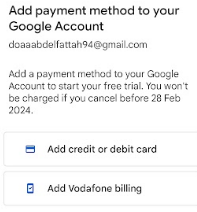 Add payment method to your
Google Account
doaaabdelfattah94@gmail.com
Add a payment method to your Google
Account to start your free trial. You won't
be charged if you cancel before 28 Feb
2024.
Add credit or debit card
Add Vodafone billing